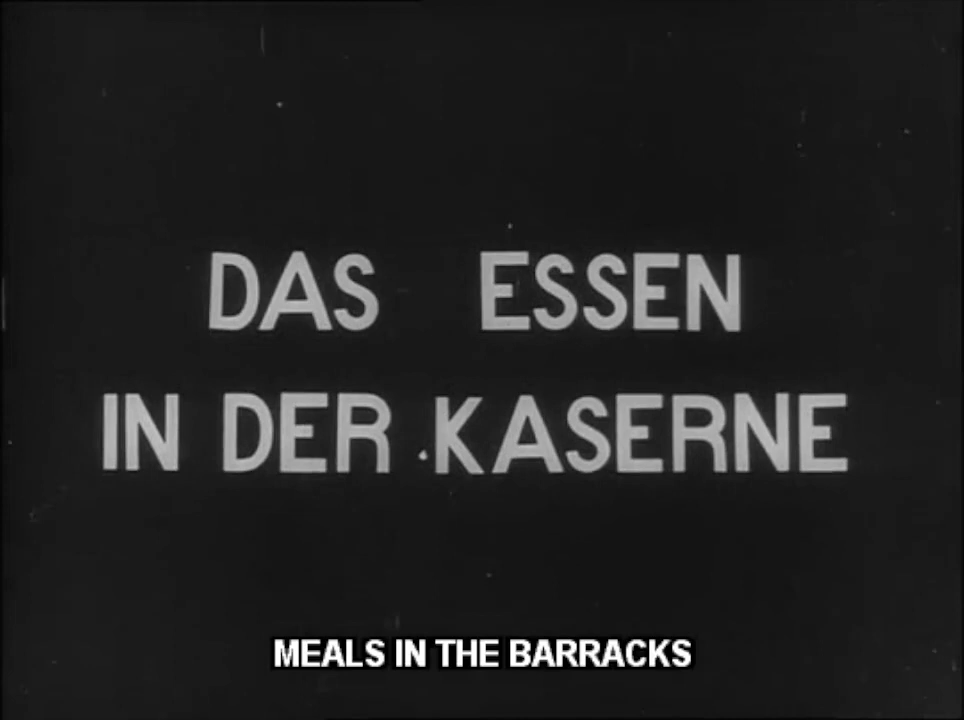 DAS ESSEN
IN DER KASERNE
MEALS IN THE BARRACKS